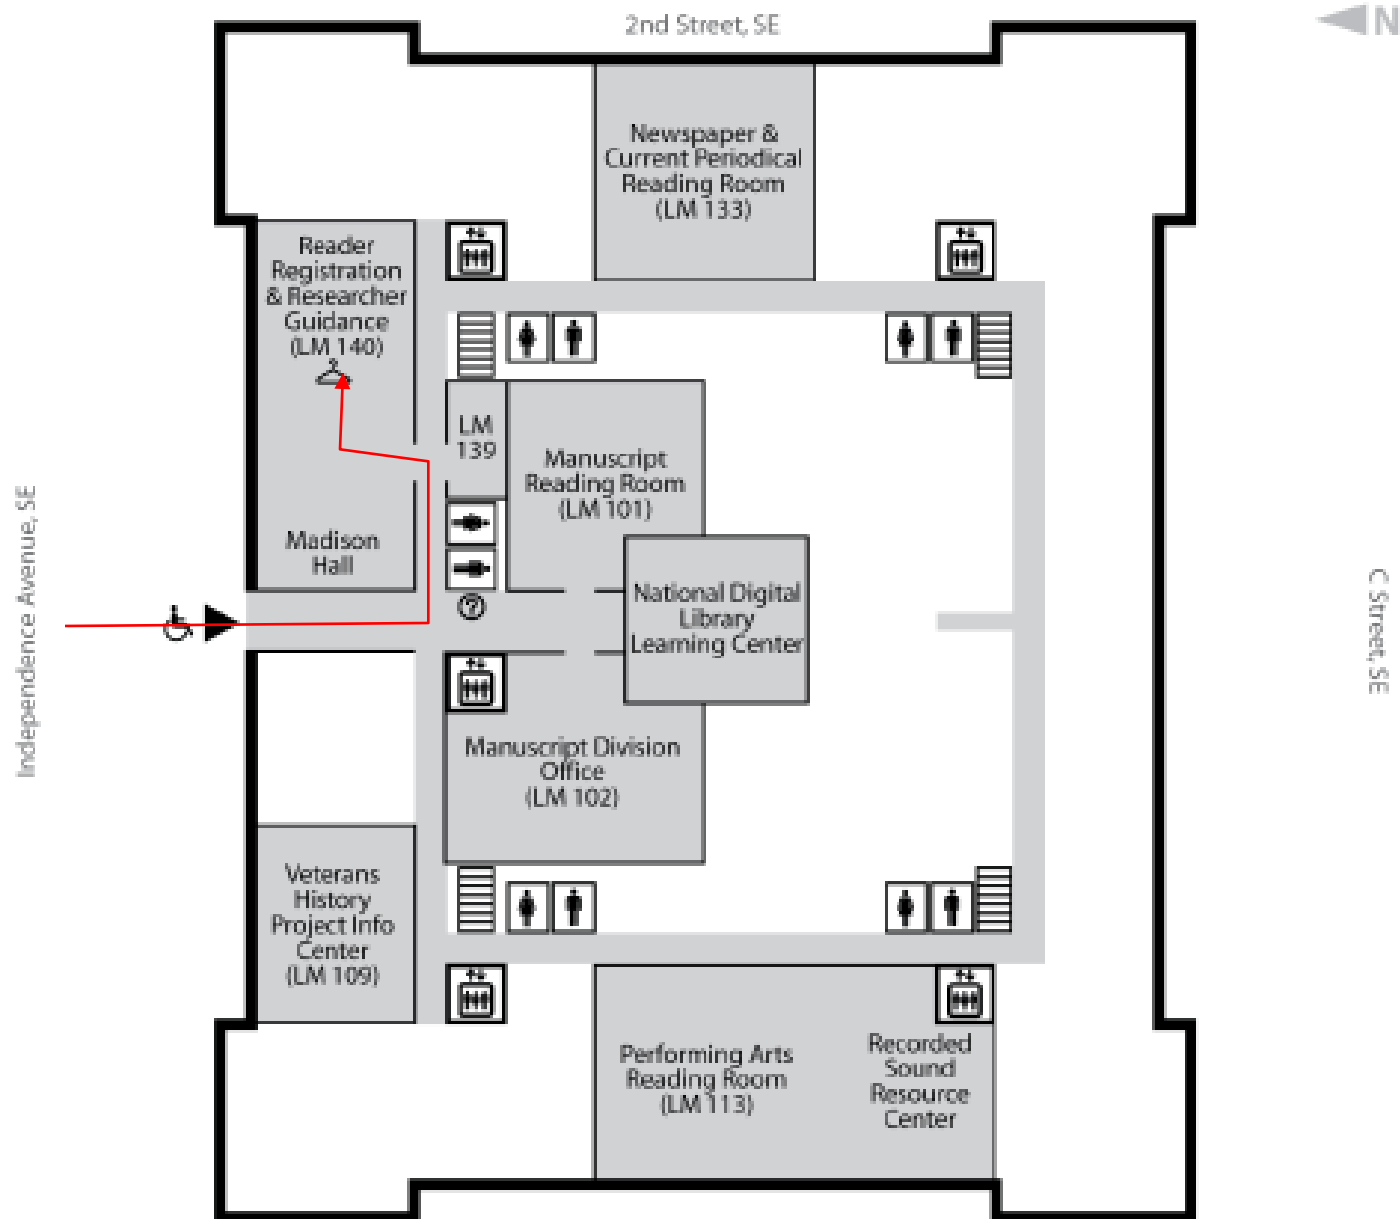 2nd Street, SE
N
Newspaper &
Current Periodical
Reading Room
(LM 133)
Reader
Registration
& Researcher
Guidance
(LM 140)
LM
139
Manuscript
Reading Room
(LM 101)
Madison
Hall
?
National Digital
Library
Learning Center
Independence Avenue, SE
C Street, SE
Manuscript Division
Office
(LM 102)
Veterans
History
Project Info
Center
(LM 109)
Performing Arts
Reading Room
(LM 113)
Recorded
Sound
Resource
Center